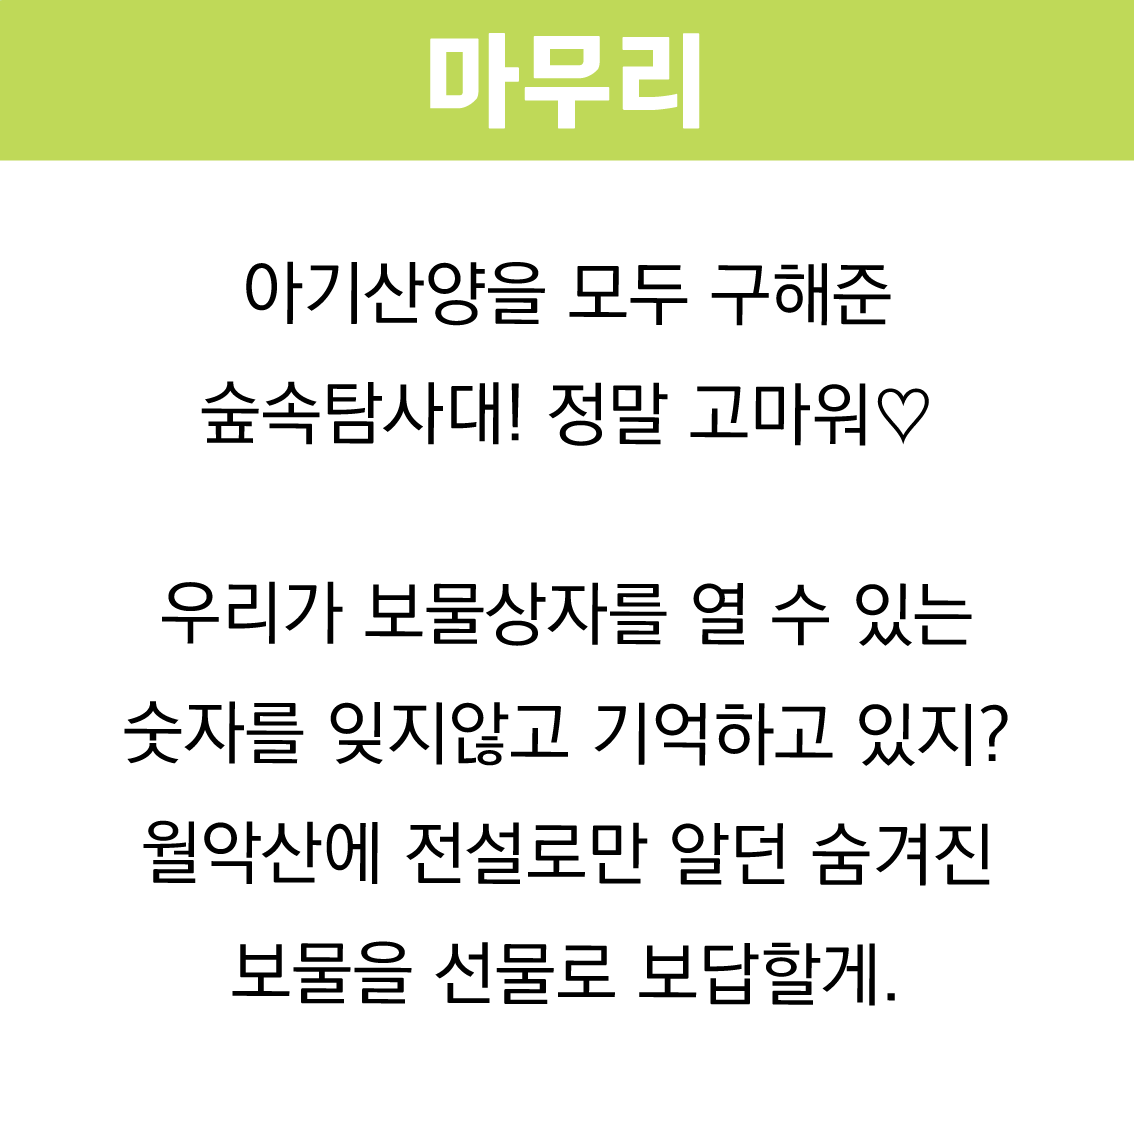 마무리
아기산양을 모두 구해준
숲속탐사대! 정말 고마워♡
우리가 보물상자를 열 수 있는
숫자를 잊지않고 기억하고 있지?
월악산에 전설로만 알던 숨겨진
보물을 선물로 보답할게.